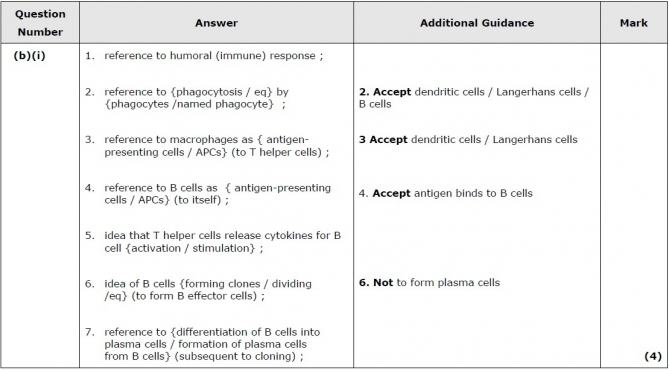 Question Number
Answer
Additional Guidance
Mark
(b)(i)
1. reference to humoral (immune) response ;
2. reference to {phagocytosis / eq} by
{phagocytes /named phagocyte} ;
2. Accept dendritic cells / Langerhans cells /
B cells
3. reference to macrophages as { antigen-
presenting cells / APCs} (to T helper cells) ;
3 Accept dendritic cells / Langerhans cells
4. reference to B cells as { antigen-presenting
cells / APCs} (to itself) ;
4. Accept antigen binds to B cells
5. idea that T helper cells release cytokines for B
cell {activation / stimulation} ;
6. idea of B cells {forming clones / dividing
/eq} (to form B effector cells) ;
6. Not to form plasma cells
7. reference to {differentiation of B cells into
plasma cells / formation of plasma cells
from B cells} (subsequent to cloning) ;
(4)